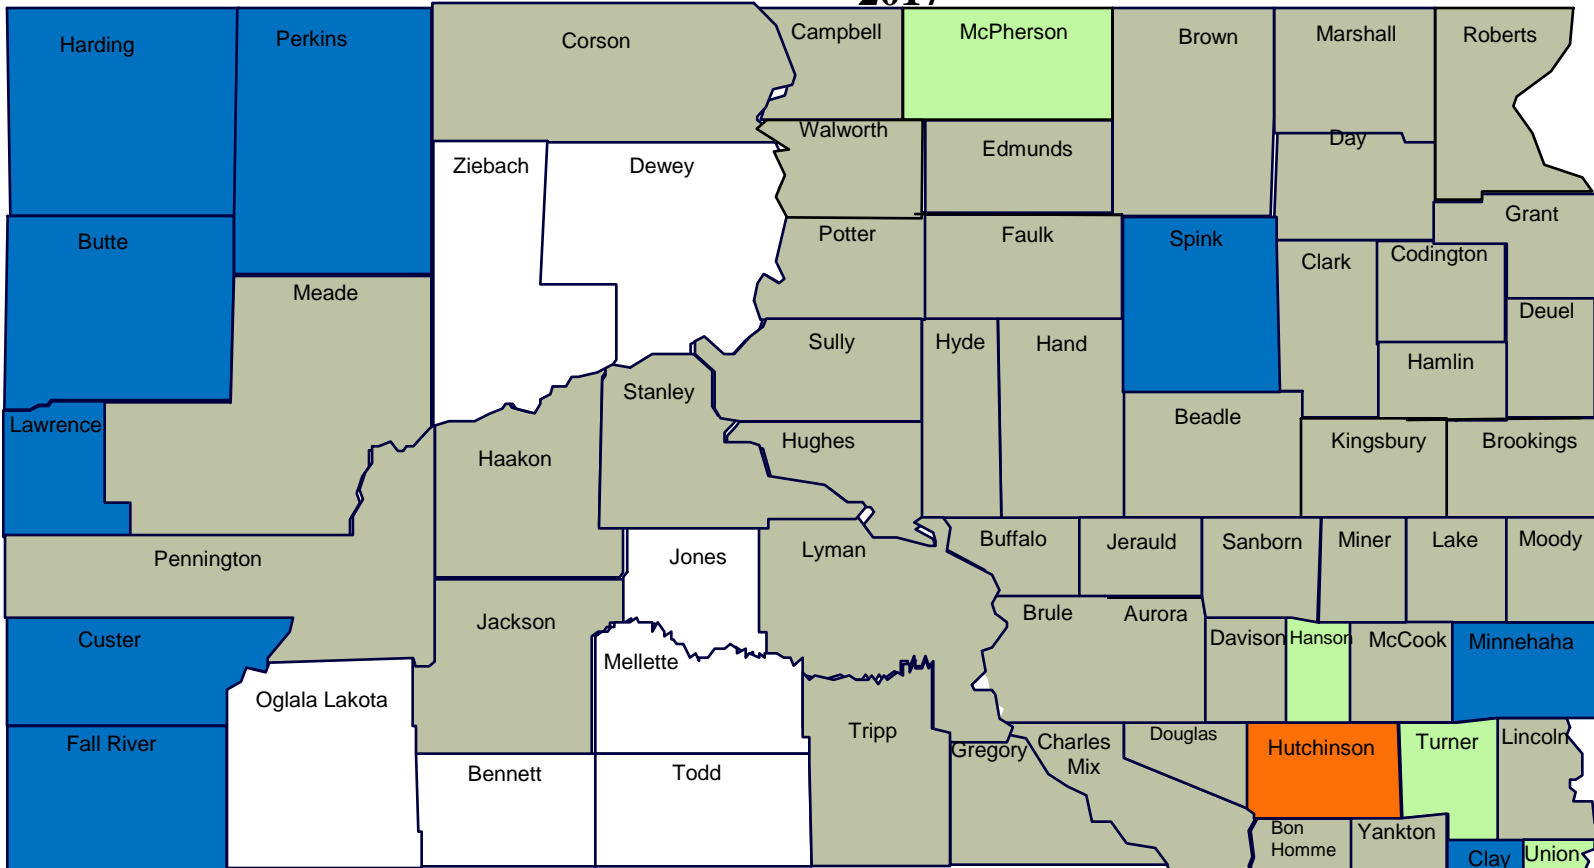 2017
Harding
Perkins
Corson
Campbell
McPherson
Brown
Marshall
Roberts
Walworth
Edmunds
Day
Ziebach
Dewey
Grant
Butte
Potter
Faulk
Spink
Clark
Codington
Meade
Deuel
Sully
Hyde
Hand
Hamlin
Stanley
Lawrence
Beadle
Hughes
Kingsbury
Brookings
Haakon
Pennington
Jones
Lyman
Buffalo
Jerauld
Sanborn
Miner
Lake
Moody
Custer
Jackson
Brule
Aurora
Davison
Hanson
McCook
Minnehaha
Mellette
Oglala Lakota
Fall River
Tripp
Gregory
Charles
Mix
Douglas
Hutchinson
Turner
Lincoln
Bennett
Todd
Bon
Homme
Yankton
Clay
Union